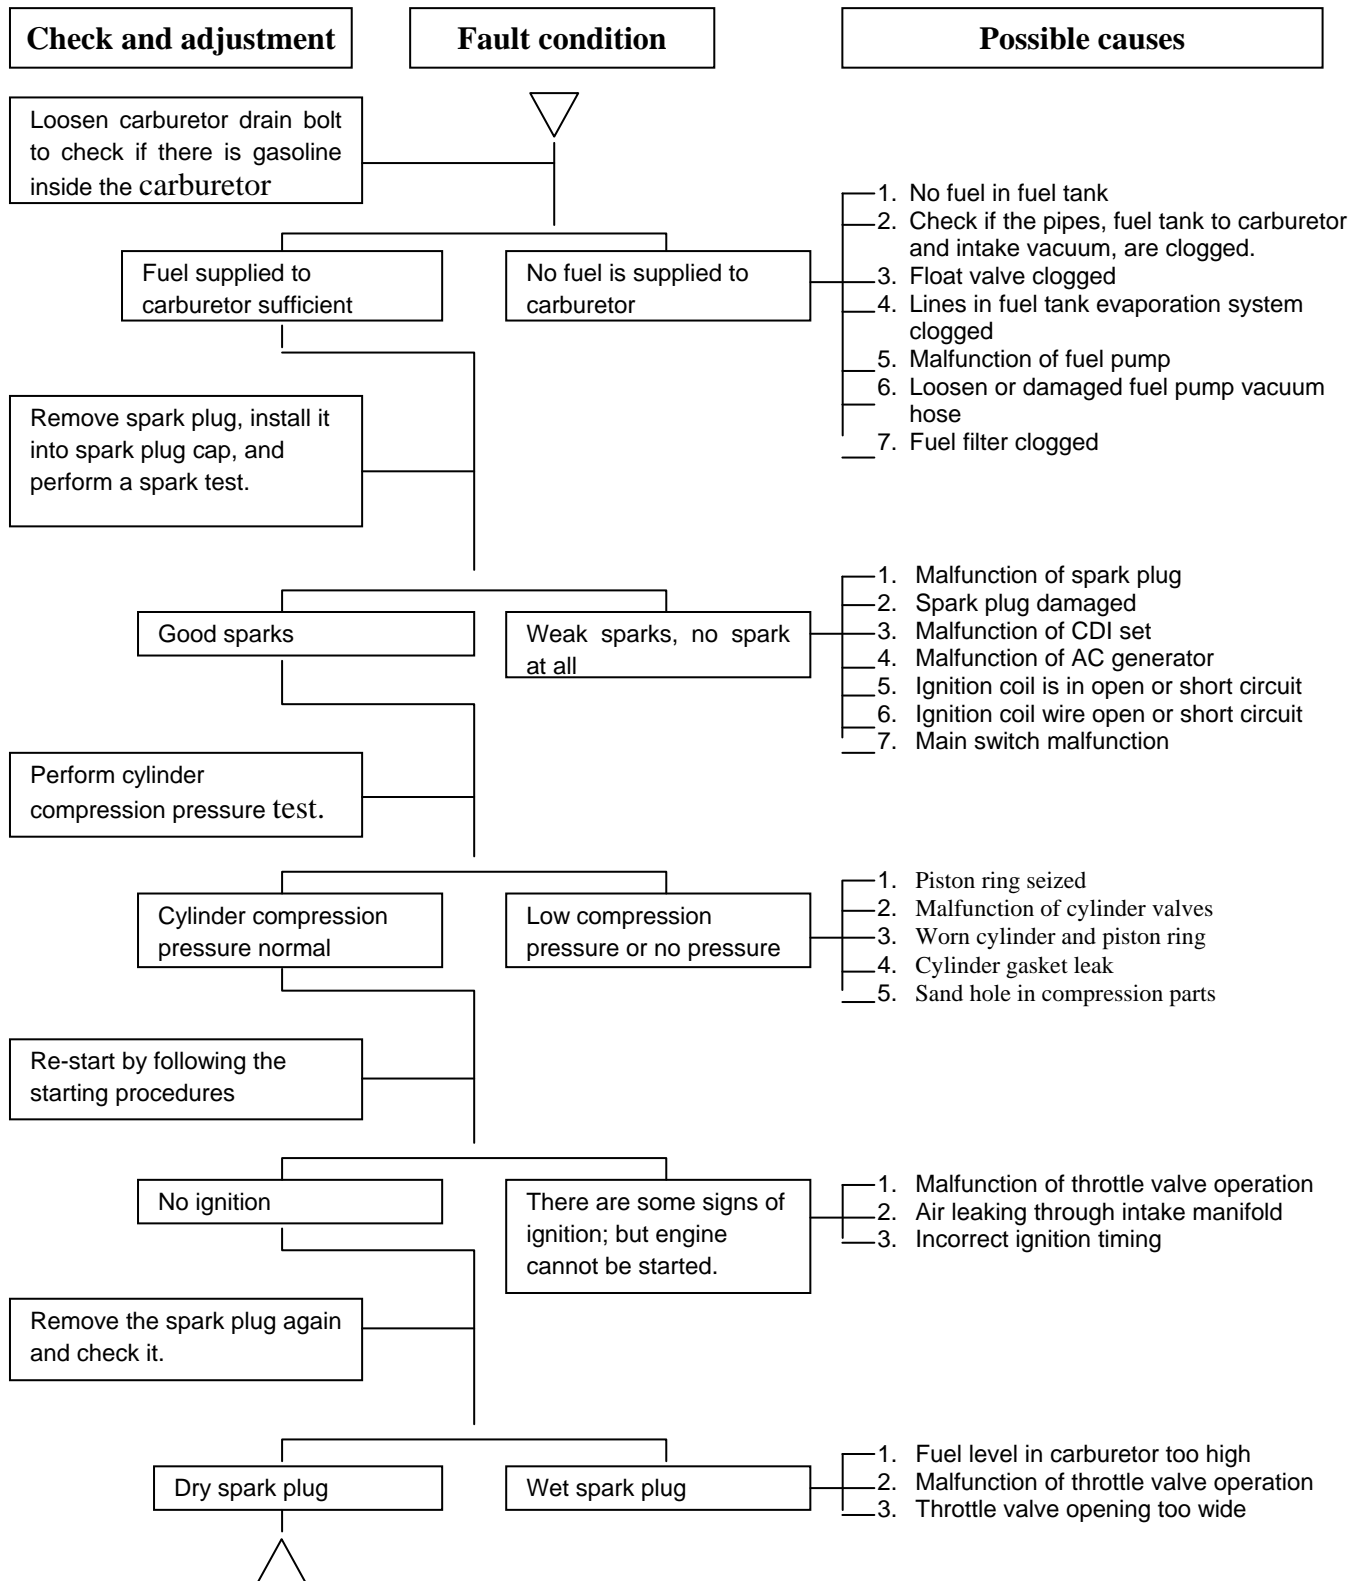 Check and adjustment
Fault condition
Possible causes
Loosen carburetor drain bolt
to check if there is gasoline
inside the carburetor
Fuel supplied to
carburetor sufficient
No fuel is supplied to
carburetor
1. No fuel in fuel tank
2. Check if the pipes, fuel tank to carburetor
and intake vacuum, are clogged.
3. Float valve clogged
4. Lines in fuel tank evaporation system
clogged
5. Malfunction of fuel pump
6. Loosen or damaged fuel pump vacuum
hose
7. Fuel filter clogged
Remove spark plug, install it
into spark plug cap, and
perform a spark test.
Good sparks
Weak sparks, no spark
at all
1. Malfunction of spark plug
2. Spark plug damaged
3. Malfunction of CDI set
4. Malfunction of AC generator
5. Ignition coil is in open or short circuit
6. Ignition coil wire open or short circuit
7. Main switch malfunction
Perform cylinder
compression pressure test.
Cylinder compression
pressure normal
Low compression
pressure or no pressure
1. Piston ring seized
2. Malfunction of cylinder valves
3. Worn cylinder and piston ring
4. Cylinder gasket leak
5. Sand hole in compression parts
Re-start by following the
starting procedures
No ignition
There are some signs of
ignition; but engine
cannot be started.
1. Malfunction of throttle valve operation
2. Air leaking through intake manifold
3. Incorrect ignition timing
Remove the spark plug again
and check it.
Dry spark plug
Wet spark plug
1. Fuel level in carburetor too high
2. Malfunction of throttle valve operation
3. Throttle valve opening too wide